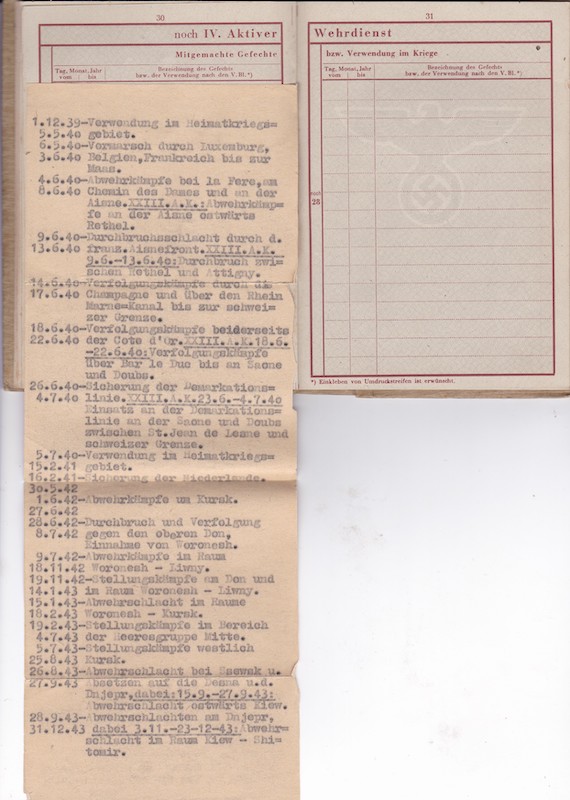 30
noch IV. Aktiver
Mitgemachte Gefechte
Tag, Monat, Jahr
vom | bis
Bezeichnung des Gefechts
bzw. der Verwendung nach den V. Bl. *)
31
Wehrdienst
bzw. Verwendung im Kriege
Tag, Monat, Jahr
vom | bis
Bezeichnung des Gefechts
bzw. der Verwendung nach den V. Bl. *)
noch
28
*) Einkleben von Umdruckstreifen ist erwünscht.
1.12.39-Verwendung im Heimatkriegs=
5.5.40 gebiet.
6.5.40-Vormarsch durch Luxemburg,
3.6.40 Belgien,Frankreich bis zur
Maas.
4.6.40-Abwehrkämpfe bei la Fere,am
8.6.40 Chemin des Dames und an der
Aisne.XXIII.A.K.:Abwehrkämp=
fe an der Aisne ostwärts
Rethel.
9.6.40-Durchbruchsschlacht durch d.
13.6.40 franz.Aisnefront.XXIII.A.K.
9.6.-13.6.40:Durchbruch zwi=
schen Rethel und Attigny.
14.6.40-Verfolgungskämpfe durch die
17.6.40 Champagne und über den Rhein
Marne=Kanal bis zur schwei=
zer Grenze.
18.6.40-Verfolgungskämpfe beiderseits
22.6.40 der Cote d'Or.XXIII.A.K.18.6.
-22.6.40:Verfolgungskämpfe
über Bar le Duc bis an Saone
und Doubs.
26.6.40-Sicherung der Demarkations=
4.7.40 linie.XXIII.A.K.23.6.-4.7.40
Einsatz an der Demarkations=
linie an der Saone und Doubs
zwischen St.Jean de Lesne und
schweizer Grenze.
5.7.40-Verwendung im Heimatkriegs=
15.2.41 gebiet.
16.2.41-Sicherung der Niederlande.
30.5.42
1.6.42-Abwehrkämpfe um Kursk.
27.6.42
28.6.42-Durchbruch und Verfolgung
8.7.42 gegen den oberen Don,
Einnahme von Woronesh.
9.7.42-Abwehrkämpfe im Raum
18.11.42 Woronesh - Liwny.
19.11.42-Stellungskämpfe am Don und
14.1.43 im Raum Woronesh - Liwny.
15.1.43-Abwehrschlacht im Raume
18.2.43 Woronesh - Kursk.
19.2.43-Stellungskämpfe im Bereich
4.7.43 der Heeresgruppe Mitte.
5.7.43-Stellungskämpfe westlich
25.8.43 Kursk.
26.8.43-Abwehrschlacht bei Ssewsk u.
27.9.43 Absetzen auf die Desna u.d.
Dnjepr,dabei:15.9.-27.9.43:
Abwehrschlacht ostwärts Kiew.
28.9.43-Abwehrschlachten am Dnjepr,
31.12.43 dabei 3.11.-23-12-43:Abwehr=
schlacht im Raum Kiew - Shi=
tomir.